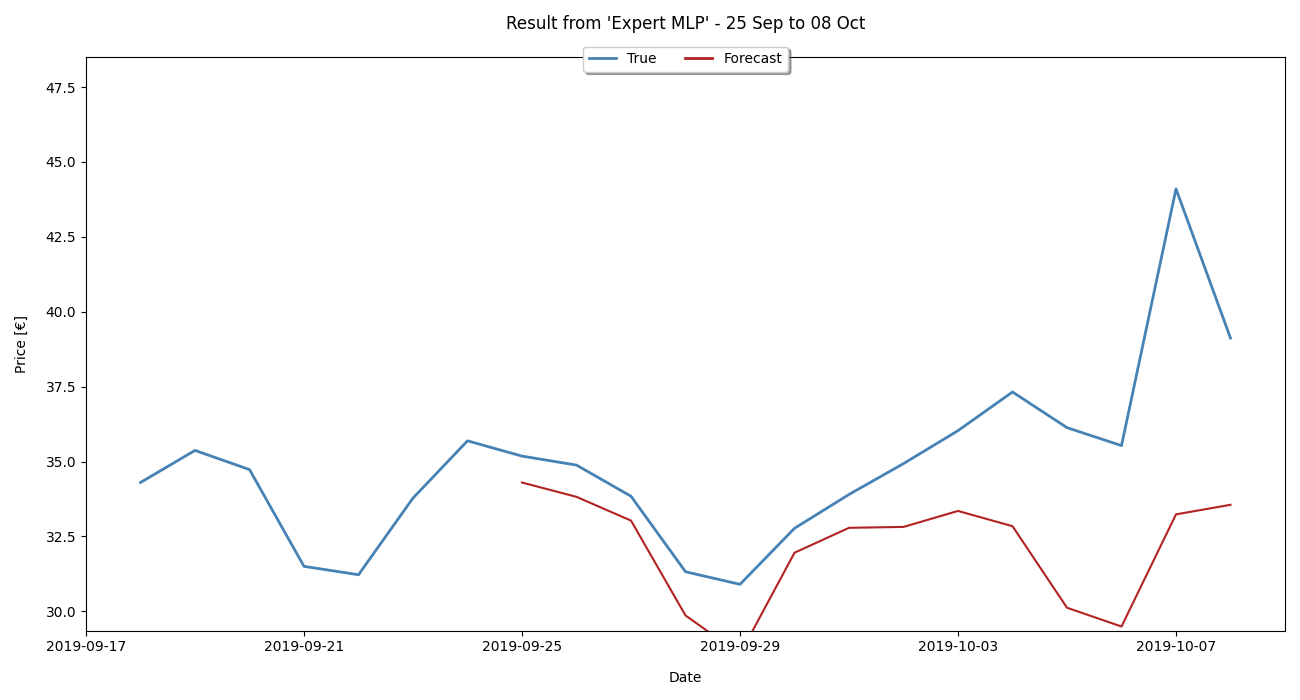 Result from 'Expert MLP' - 25 Sep to 08 Oct
True Forecast
47.5
45.0
42.5
40.0
37.5
35.0
32.5
30.0
Price [€]
2019-09-17 2019-09-21 2019-09-25 2019-09-29 2019-10-03 2019-10-07
Date